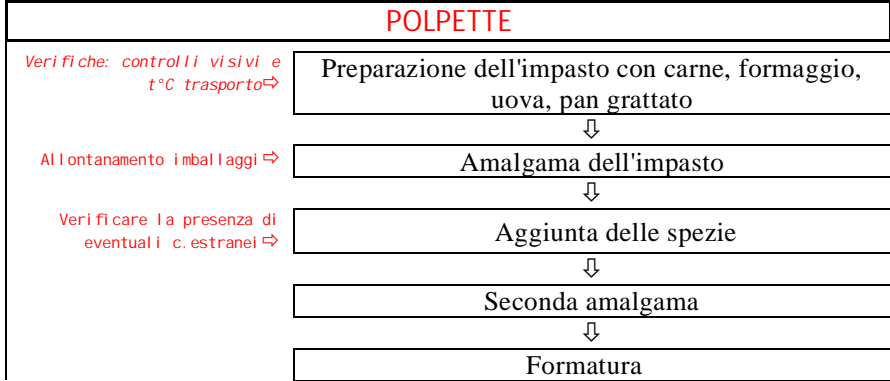 POLPETTE
Verifiche: controlli visivi e
t°C trasporto⇨
Preparazione dell'impasto con carne, formaggio,
uova, pan grattato
⇩
Allontanamento imballaggi⇨
Amalgama dell'impasto
⇩
Verificare la presenza di
eventuali c.estranei⇨
Aggiunta delle spezie
⇩
Seconda amalgama
⇩
Formatura